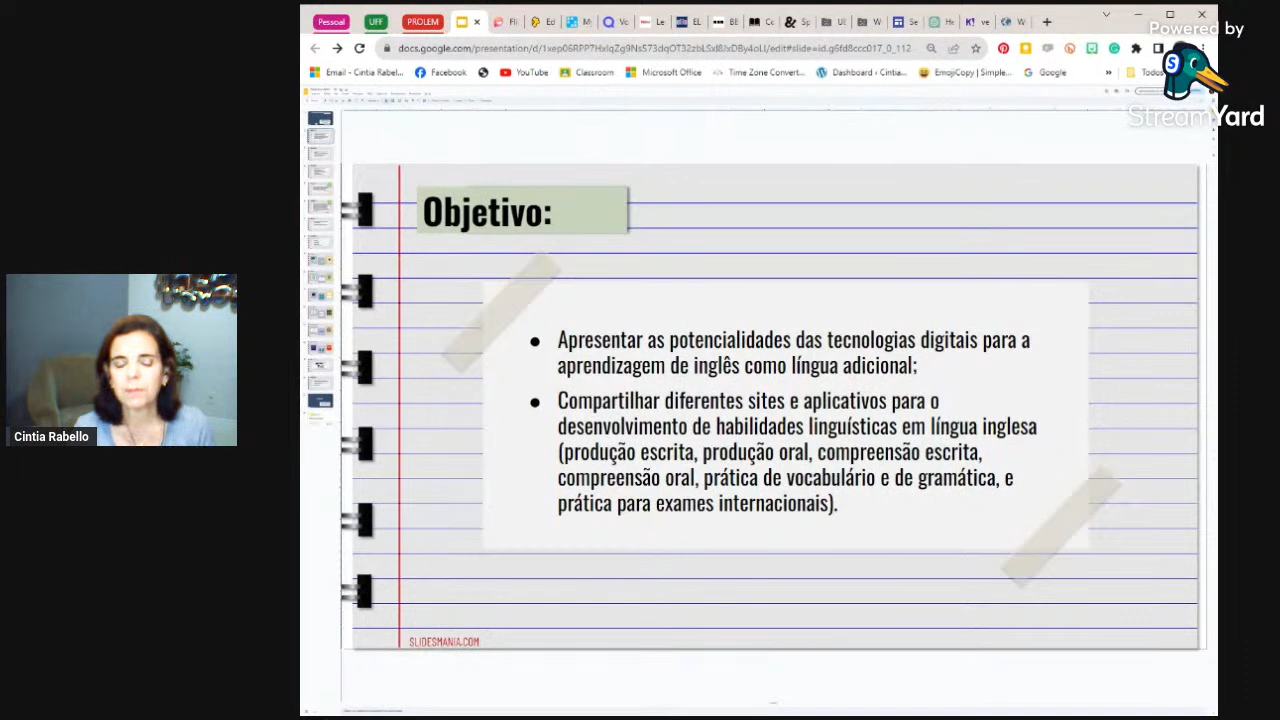 Pessoal
UFF
PROLEM
Powered by
StreamYard
Email - Cintia Rabel...
Facebook
YouTube
Classroom
Microsoft Office
Time Zone Convert...
Dashboard ‹ Cintia...
EmojiCopy | Simple...
Google
»
Todos
Objetivo:
● Apresentar as potencialidades das tecnologias digitais para a
aprendizagem de inglês como língua adicional;
● Compartilhar diferentes sites e aplicativos para o
desenvolvimento de habilidades linguísticas em língua inglesa
(produção escrita, produção oral, compreensão escrita,
compreensão oral, prática de vocabulário e de gramática, e
prática para exames internacionais).
SLIDESMANIA.COM
Cintia Rabello